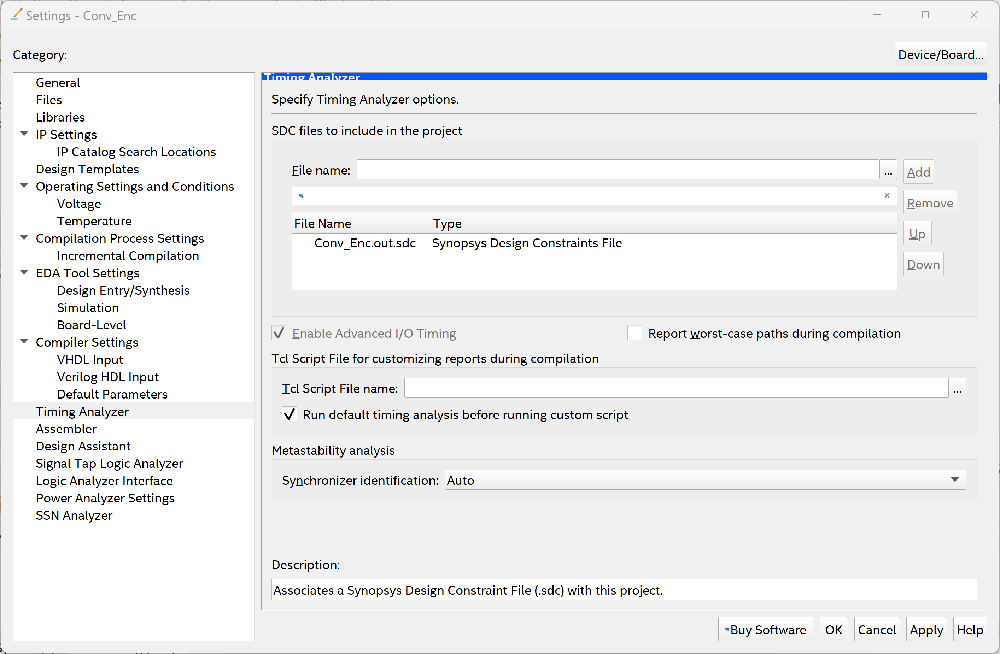 Settings - Conv_Enc
Category:
Device/Board...
General
Files
Libraries
IP Settings
IP Catalog Search Locations
Design Templates
Operating Settings and Conditions
Voltage
Temperature
Compilation Process Settings
Incremental Compilation
EDA Tool Settings
Design Entry/Synthesis
Simulation
Board-Level
Compiler Settings
VHDL Input
Verilog HDL Input
Default Parameters
Timing Analyzer
Assembler
Design Assistant
Signal Tap Logic Analyzer
Logic Analyzer Interface
Power Analyzer Settings
SSN Analyzer
Timing Analyzer
Specify Timing Analyzer options.
SDC files to include in the project
File name:
...
Add
Remove
Up
Down
File Name Type
Conv_Enc.out.sdc Synopsys Design Constraints File
Enable Advanced I/O Timing
Report worst-case paths during compilation
Tcl Script File for customizing reports during compilation
Tcl Script File name:
...
Run default timing analysis before running custom script
Metastability analysis
Synchronizer identification: Auto
Description:
Associates a Synopsys Design Constraint File (.sdc) with this project.
Buy Software OK Cancel Apply Help